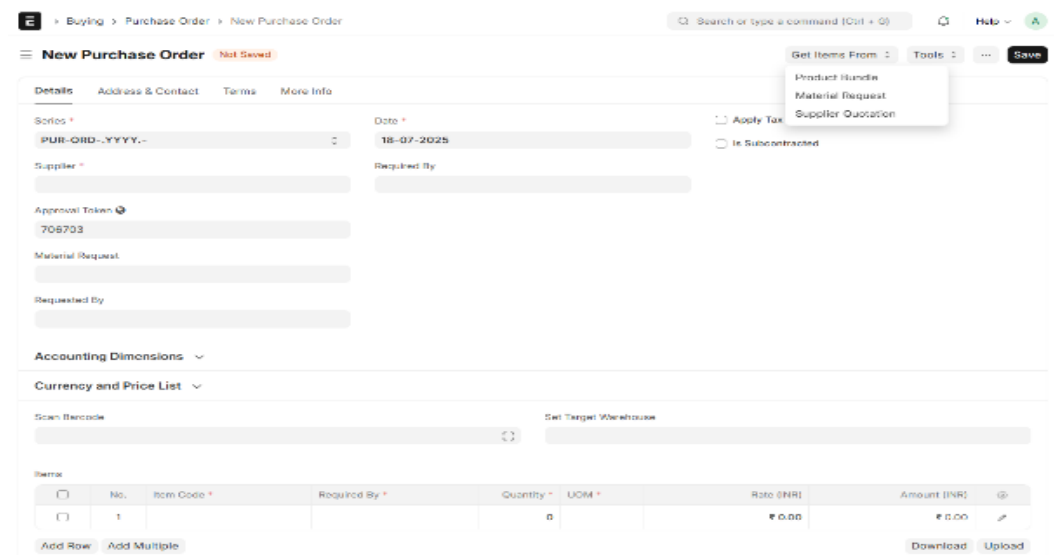 E > Buying > Purchase Order > New Purchase Order
Search or type a command (Ctrl + G)
Help
A
New Purchase Order Not Saved
Get Items From
Tools
...
Save
Product Bundle
Material Request
Supplier Quotation
Details Address & Contact Terms More Info
Series *
PUR-ORD-.YYYY.-
Date *
18-07-2025
Apply Tax
Is Subcontracted
Supplier *
Required By
Approval Token
706703
Material Request
Requested By
Accounting Dimensions
Currency and Price List
Scan Barcode
Set Target Warehouse
Items
No. Item Code * Required By * Quantity * UOM * Rate (INR) Amount (INR)
1 0 ₹ 0.00 ₹ 0.00
Add Row Add Multiple Download Upload